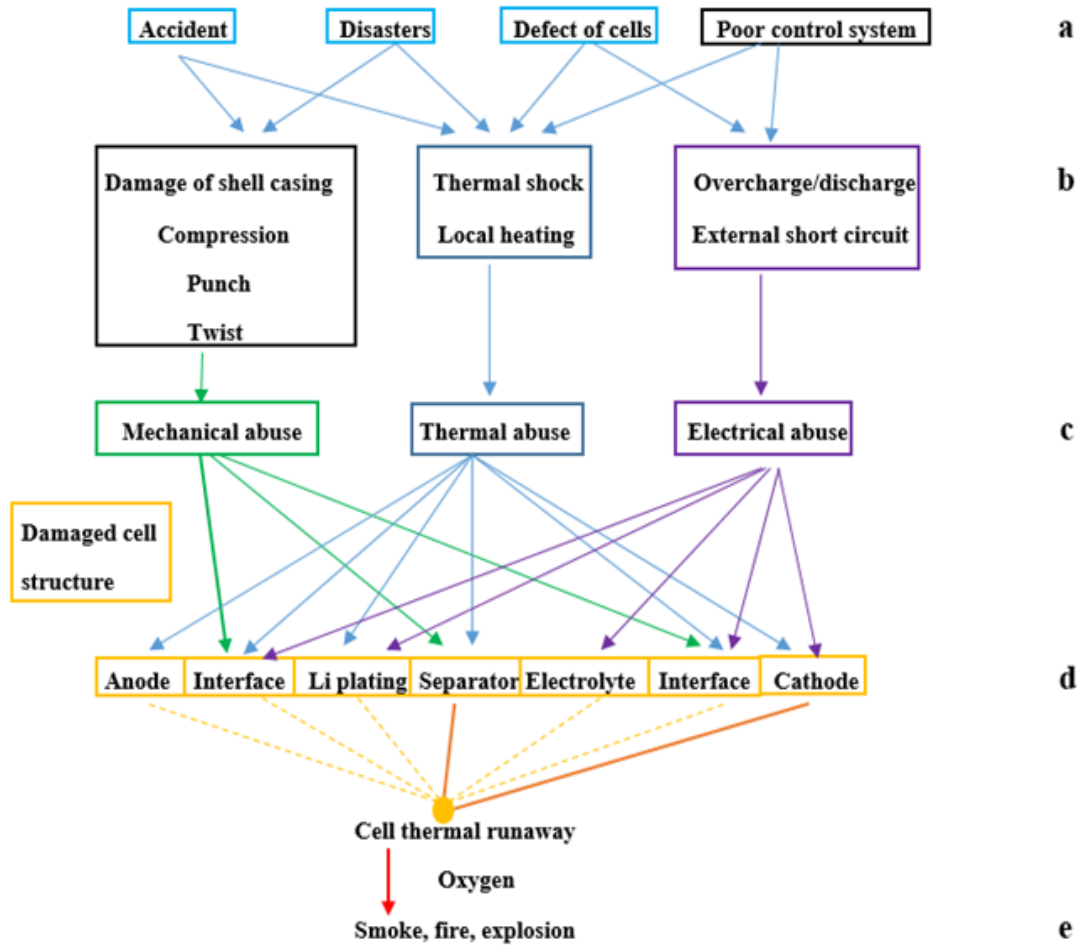 Accident
Disasters
Defect of cells
Poor control system
a
Damage of shell casing
Compression
Punch
Twist
Thermal shock
Local heating
Overcharge/discharge
External short circuit
b
Mechanical abuse
Thermal abuse
Electrical abuse
c
Damaged cell
structure
Anode
Interface
Li plating
Separator
Electrolyte
Interface
Cathode
d
Cell thermal runaway
Oxygen
Smoke, fire, explosion
e